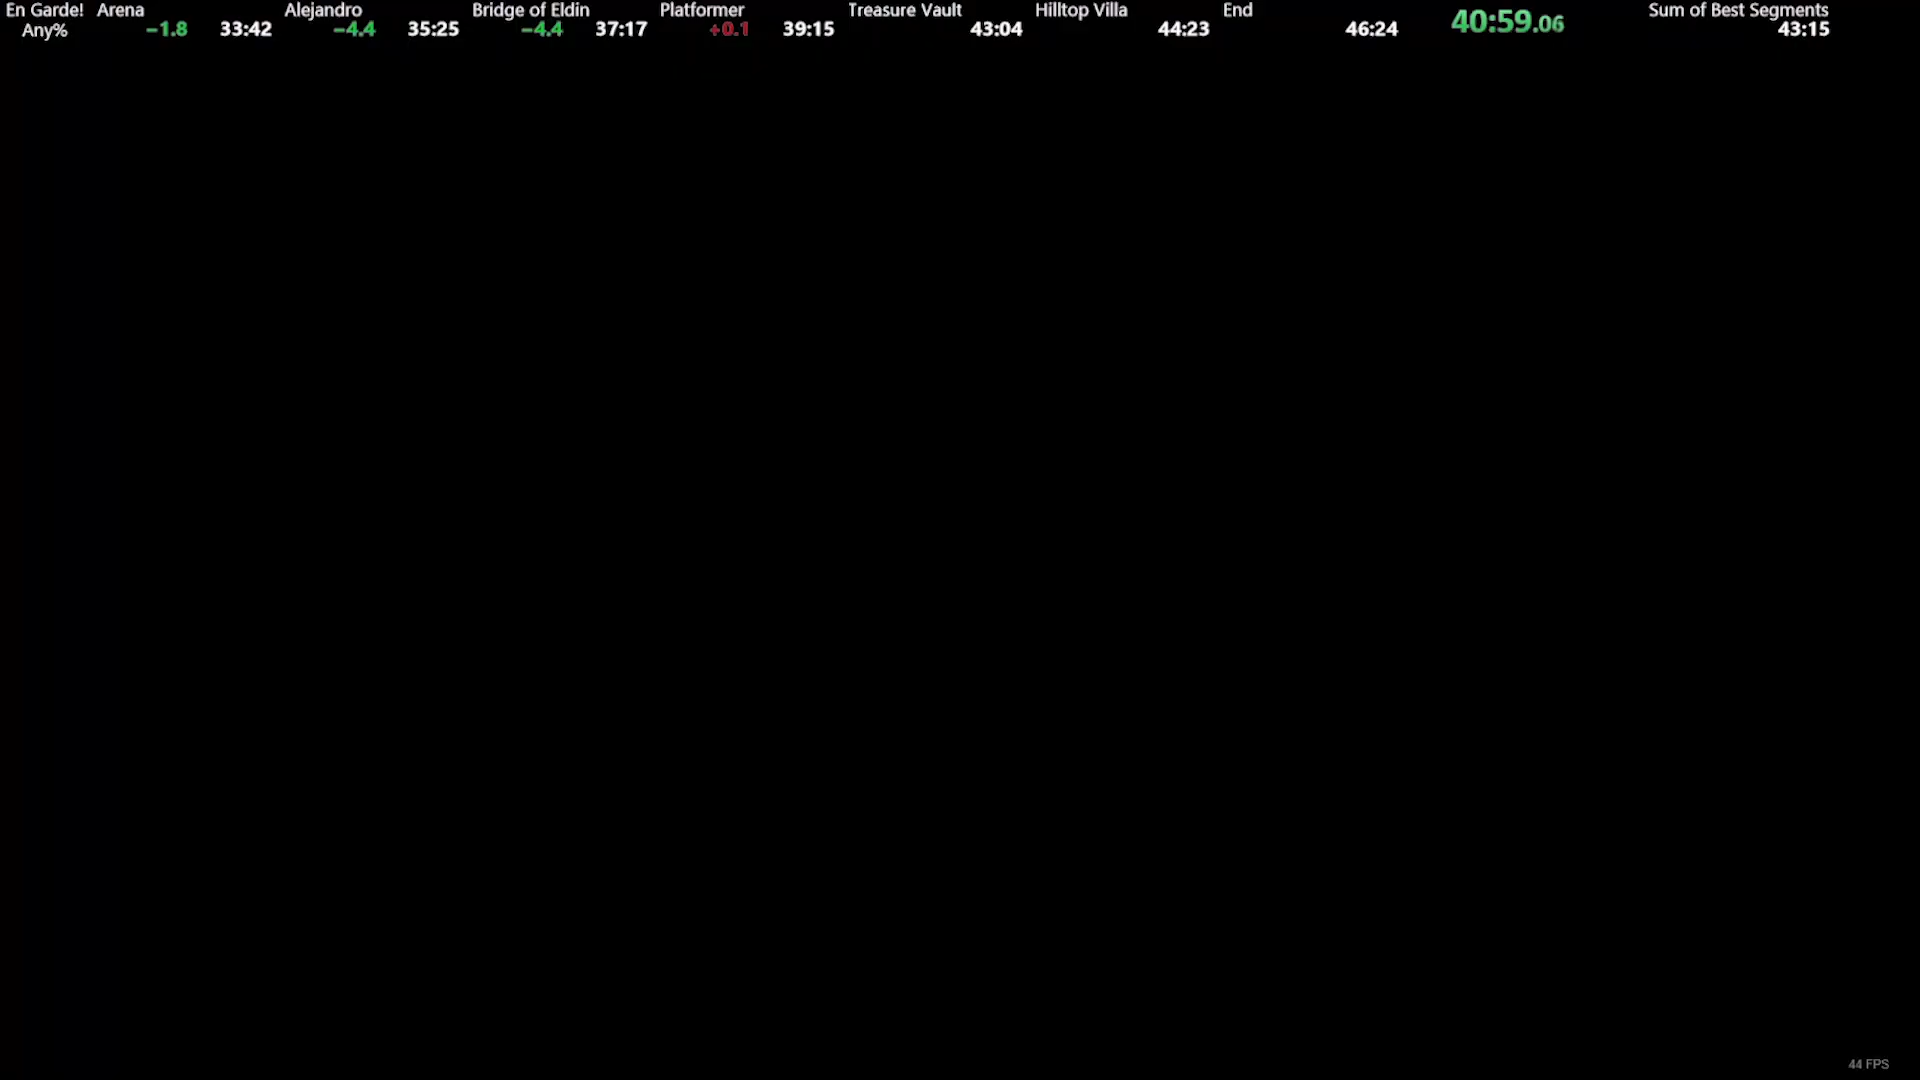 En Garde! Arena Alejandro Bridge of Eldin Platformer Treasure Vault Hilltop Villa End 40:59.06 Sum of Best Segments
Any% −1.8 33:42 −4.4 35:25 −4.4 37:17 +0.1 39:15 43:04 44:23 46:24 43:15
44 FPS